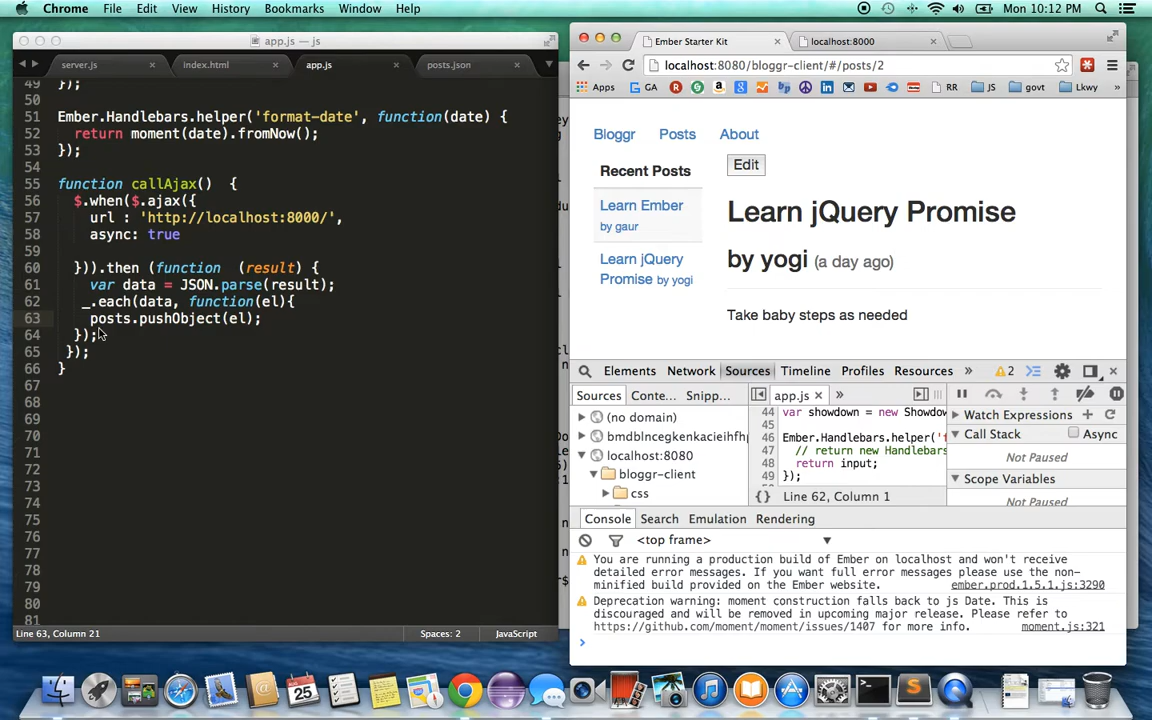 Chrome File Edit View History Bookmarks Window Help
Mon 10:12 PM
app.js — js
server.js × index.html × app.js × posts.json ×
49 });
50
51 Ember.Handlebars.helper('format-date', function(date) {
52 return moment(date).fromNow();
53 });
54
55 function callAjax() {
56 $.when($.ajax({
57 url : 'http://localhost:8000/',
58 async: true
59
60 })).then (function (result) {
61 var data = JSON.parse(result);
62 _.each(data, function(el){
63 posts.pushObject(el);
64 });
65 });
66 }
67
68
69
70
71
72
73
74
75
76
77
78
79
80
81
Line 63, Column 21
Spaces: 2
JavaScript
Ember Starter Kit ×
localhost:8000 ×
localhost:8080/bloggr-client/#/posts/2
Apps GA RR JS govt Lkwy »
Bloggr Posts About
Recent Posts
Learn Ember
by gaur
Learn jQuery
Promise by yogi
Edit
Learn jQuery Promise
by yogi (a day ago)
Take baby steps as needed
Elements Network Sources Timeline Profiles Resources » 2
Sources Conte... Snipp...
(no domain)
bmdblncegkenkacieihfhp
localhost:8080
bloggr-client
css
app.js × »
44 var showdown = new Showdow
45
46 Ember.Handlebars.helper('f
47 // return new Handlebars
48 return input;
49 });
{} Line 62, Column 1
Watch Expressions
Call Stack
Async
Not Paused
Scope Variables
Not Paused
Console Search Emulation Rendering
<top frame>
You are running a production build of Ember on localhost and won't receive
detailed error messages. If you want full error messages please use the non-
minified build provided on the Ember website. ember.prod.1.5.1.js:3290
Deprecation warning: moment construction falls back to js Date. This is
discouraged and will be removed in upcoming major release. Please refer to
https://github.com/moment/moment/issues/1407 for more info. moment.js:321